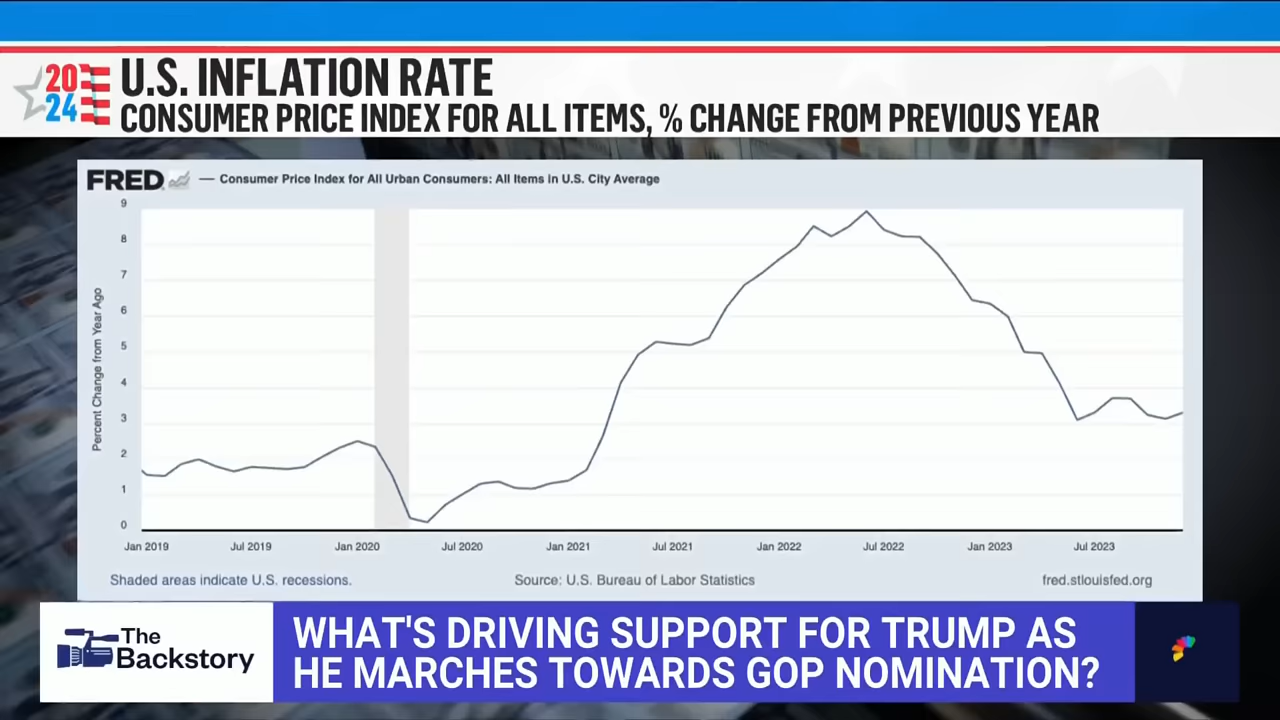 2024
U.S. INFLATION RATE
CONSUMER PRICE INDEX FOR ALL ITEMS, % CHANGE FROM PREVIOUS YEAR
FRED — Consumer Price Index for All Urban Consumers: All Items in U.S. City Average
Percent Change from Year Ago
9
8
7
6
5
4
3
2
1
0
Jan 2019 Jul 2019 Jan 2020 Jul 2020 Jan 2021 Jul 2021 Jan 2022 Jul 2022 Jan 2023 Jul 2023
Shaded areas indicate U.S. recessions. Source: U.S. Bureau of Labor Statistics fred.stlouisfed.org
The
Backstory
WHAT'S DRIVING SUPPORT FOR TRUMP AS
HE MARCHES TOWARDS GOP NOMINATION?